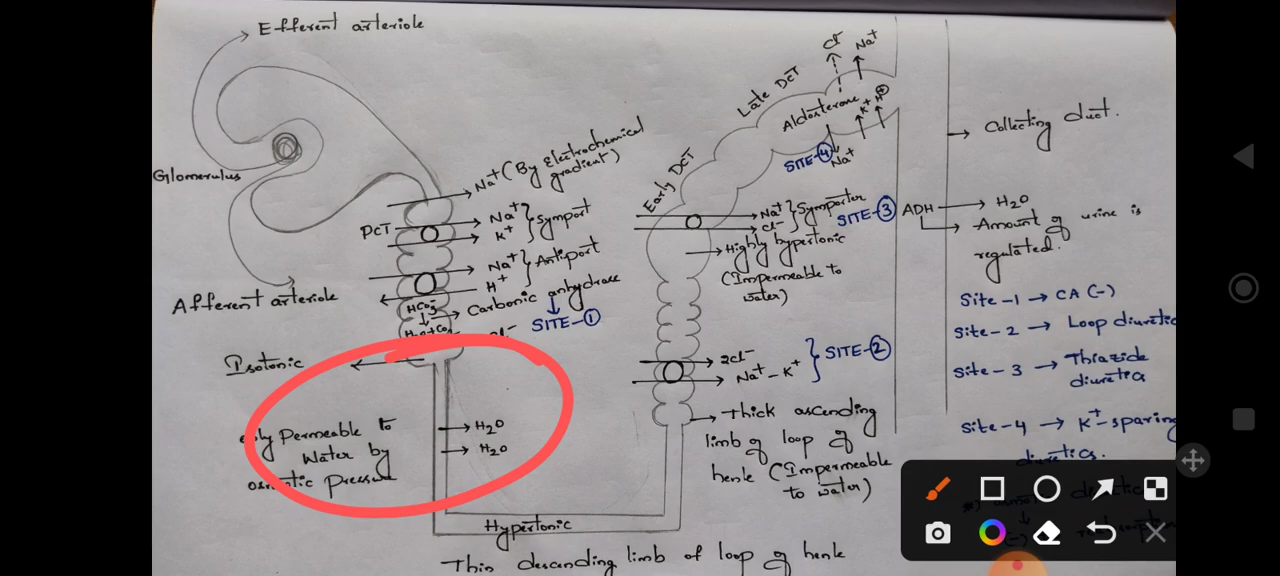 Efferent arteriole
Glomerulus
Afferent arteriole
PCT
Na+ (By Electrochemical
gradient)
Na+
K+
} Symport
Na+
H+
} Antiport
HCO3-
Carbonic anhydrase
SITE-①
Isotonic
only Permeable to
Water by
osmotic pressure
H2O
H2O
Hypertonic
Thin descending limb of loop of henle
2Cl-
Na+ - K+
} SITE-②
Thick ascending
limb of loop of
henle (Impermeable
to water)
Early DCT
Na+
Cl-
} Symporter
SITE-③
Highly hypertonic
(Impermeable to
water)
Late DCT
Cl-
Na+
Aldosterone
K+
H+
Na+
SITE-④
Collecting duct.
ADH → H2O
Amount of urine is
regulated.
Site-1 → CA (-)
Site-2 → Loop diuretic
Site-3 → Thiazide
diuretics
Site-4 → K+-sparing
diuretics.